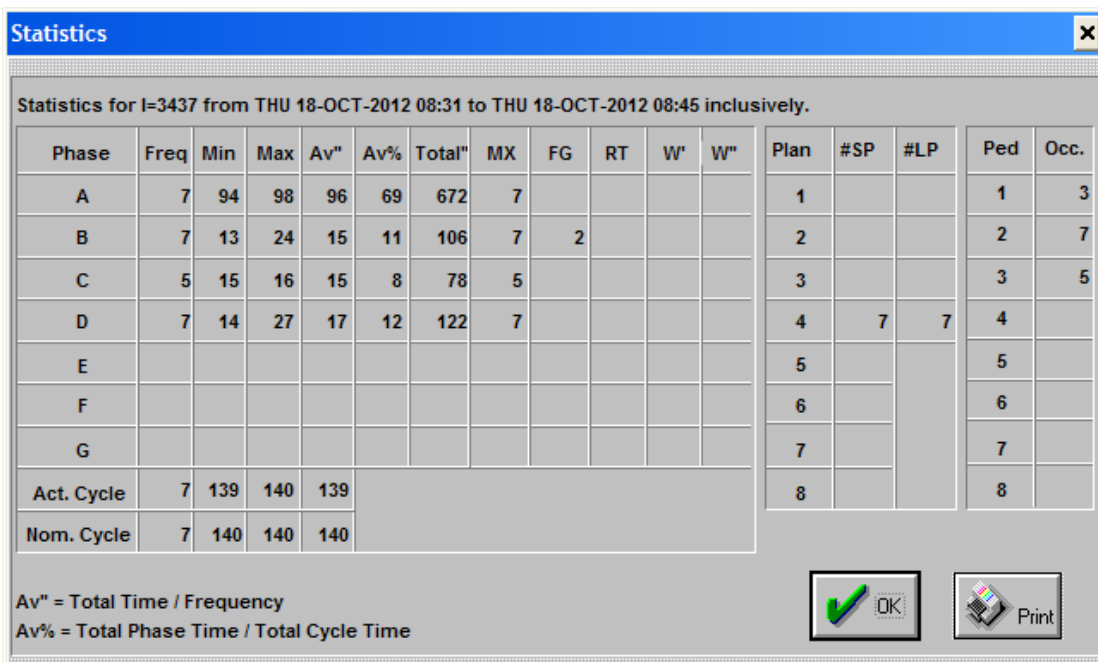 Statistics
Statistics for I=3437 from THU 18-OCT-2012 08:31 to THU 18-OCT-2012 08:45 inclusively.
Phase Freq Min Max Av" Av% Total" MX FG RT W' W" Plan #SP #LP Ped Occ.
A 7 94 98 96 69 672 7 1 1 3
B 7 13 24 15 11 106 7 2 2 2 7
C 5 15 16 15 8 78 5 3 3 5
D 7 14 27 17 12 122 7 4 7 7 4
E 5 5
F 6 6
G 7 7
Act. Cycle 7 139 140 139 8 8
Nom. Cycle 7 140 140 140
Av" = Total Time / Frequency
Av% = Total Phase Time / Total Cycle Time
OK
Print